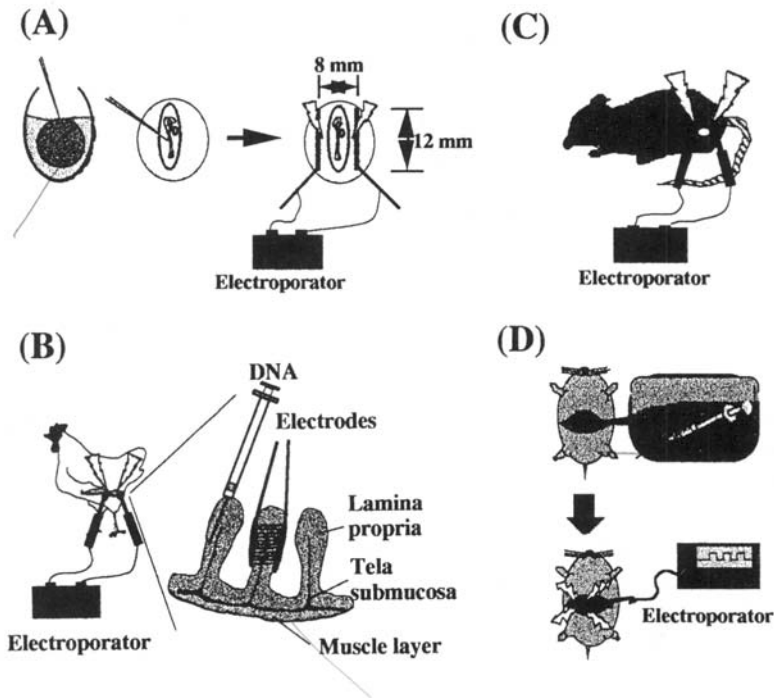 (A)
8 mm
12 mm
Electroporator
(C)
Electroporator
(B)
DNA
Electrodes
Lamina
propria
Tela
submucosa
Muscle layer
Electroporator
(D)
Electroporator